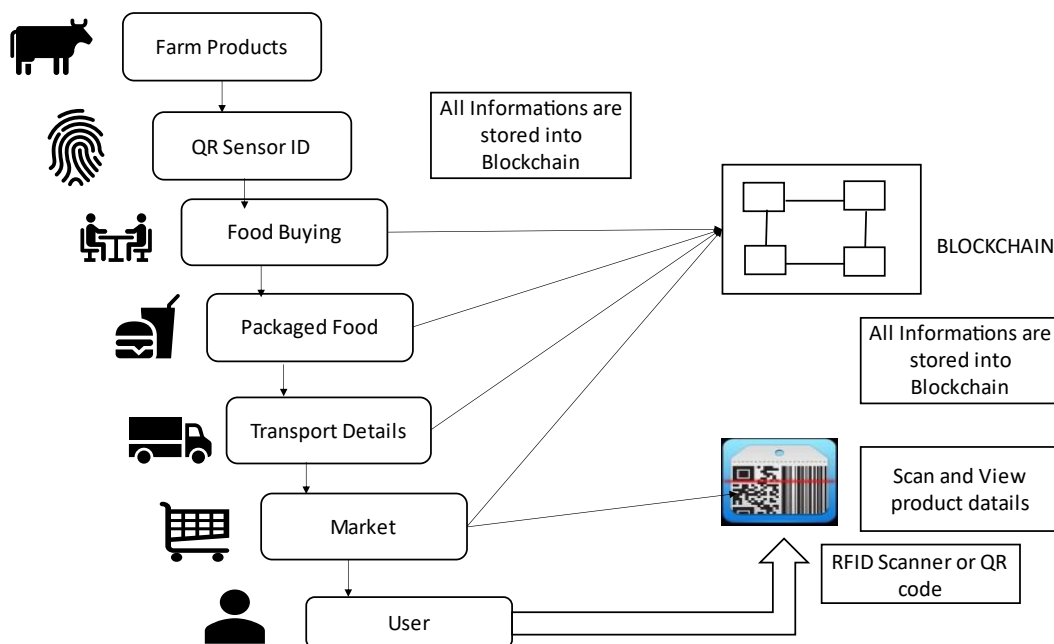 Farm Products
QR Sensor ID
Food Buying
Packaged Food
Transport Details
Market
User
All Informations are
stored into
Blockchain
BLOCKCHAIN
All Informations are
stored into
Blockchain
Scan and View
product datails
RFID Scanner or QR
code